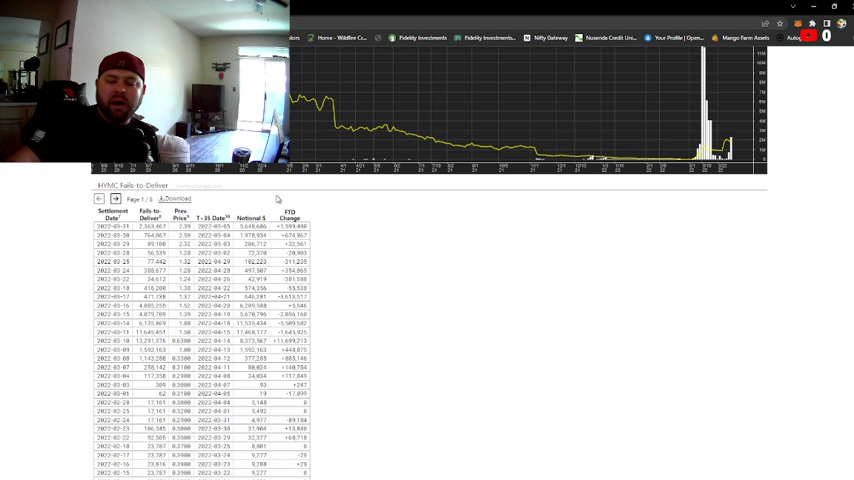 Home - Wildfire Cr...
Fidelity Investments
Fidelity Investments...
Nifty Gateway
Nusenda Credit Uni...
Your Profile | Open...
Mango Farm Assets
0
HYMC Fails-to-Deliver
Page 1 / 8 Download
Settlement Date Fails-to-Deliver Prev. Price T-35 Date Notional $ FTD Change
2022-03-31 2,363,467 2.39 2022-05-05 5,648,686 +1,599,400
2022-03-30 764,067 2.59 2022-05-04 1,978,934 +674,967
2022-03-29 89,100 2.32 2022-05-03 206,712 +32,561
2022-03-28 56,539 1.28 2022-05-02 72,370 -20,903
2022-03-25 77,442 1.32 2022-04-29 102,223 -311,235
2022-03-24 388,677 1.28 2022-04-28 497,507 +354,065
2022-03-22 34,612 1.24 2022-04-26 42,919 -381,588
2022-03-18 416,200 1.38 2022-04-22 574,356 -55,538
2022-03-17 471,738 1.37 2022-04-21 646,281 -3,613,517
2022-03-16 4,085,255 1.52 2022-04-20 6,209,588 +5,546
2022-03-15 4,079,709 1.39 2022-04-19 5,670,796 -2,056,160
2022-03-14 6,135,869 1.88 2022-04-18 11,535,434 -5,509,582
2022-03-11 11,645,451 1.50 2022-04-15 17,468,177 -1,645,925
2022-03-10 13,291,376 0.6300 2022-04-14 8,373,567 +11,699,213
2022-03-09 1,592,163 1.00 2022-04-13 1,592,163 +448,875
2022-03-08 1,143,288 0.3300 2022-04-12 377,285 +885,146
2022-03-07 258,142 0.3100 2022-04-11 80,024 +140,784
2022-03-04 117,358 0.2900 2022-04-08 34,034 +117,049
2022-03-03 309 0.3000 2022-04-07 93 +247
2022-03-01 62 0.3100 2022-04-05 19 -17,099
2022-02-28 17,161 0.3000 2022-04-04 5,148 0
2022-02-25 17,161 0.3200 2022-04-01 5,492 0
2022-02-24 17,161 0.2900 2022-03-31 4,977 -89,184
2022-02-23 106,345 0.3000 2022-03-30 31,904 +13,840
2022-02-22 92,505 0.3500 2022-03-29 32,377 +68,718
2022-02-18 23,787 0.3700 2022-03-25 8,801 0
2022-02-17 23,787 0.3900 2022-03-24 9,277 -29
2022-02-16 23,816 0.3900 2022-03-23 9,288 +29
2022-02-15 23,787 0.3900 2022-03-22 9,277 0